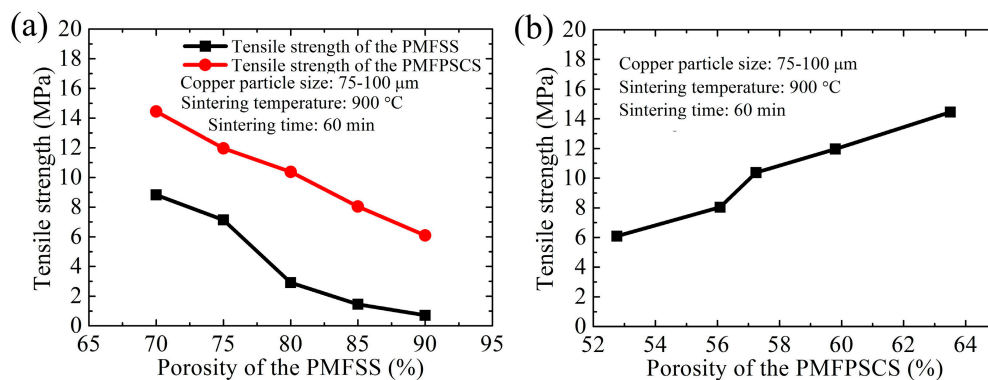 (a)
Tensile strength of the PMFSS
Tensile strength of the PMFPSCS
Copper particle size: 75-100 μm
Sintering temperature: 900 °C
Sintering time: 60 min
Tensile strength (MPa)
20
18
16
14
12
10
8
6
4
2
0
65 70 75 80 85 90 95
Porosity of the PMFSS (%)
(b)
Copper particle size: 75-100 μm
Sintering temperature: 900 °C
Sintering time: 60 min
Tensile strength (MPa)
20
18
16
14
12
10
8
6
4
2
0
52 54 56 58 60 62 64
Porosity of the PMFPSCS (%)